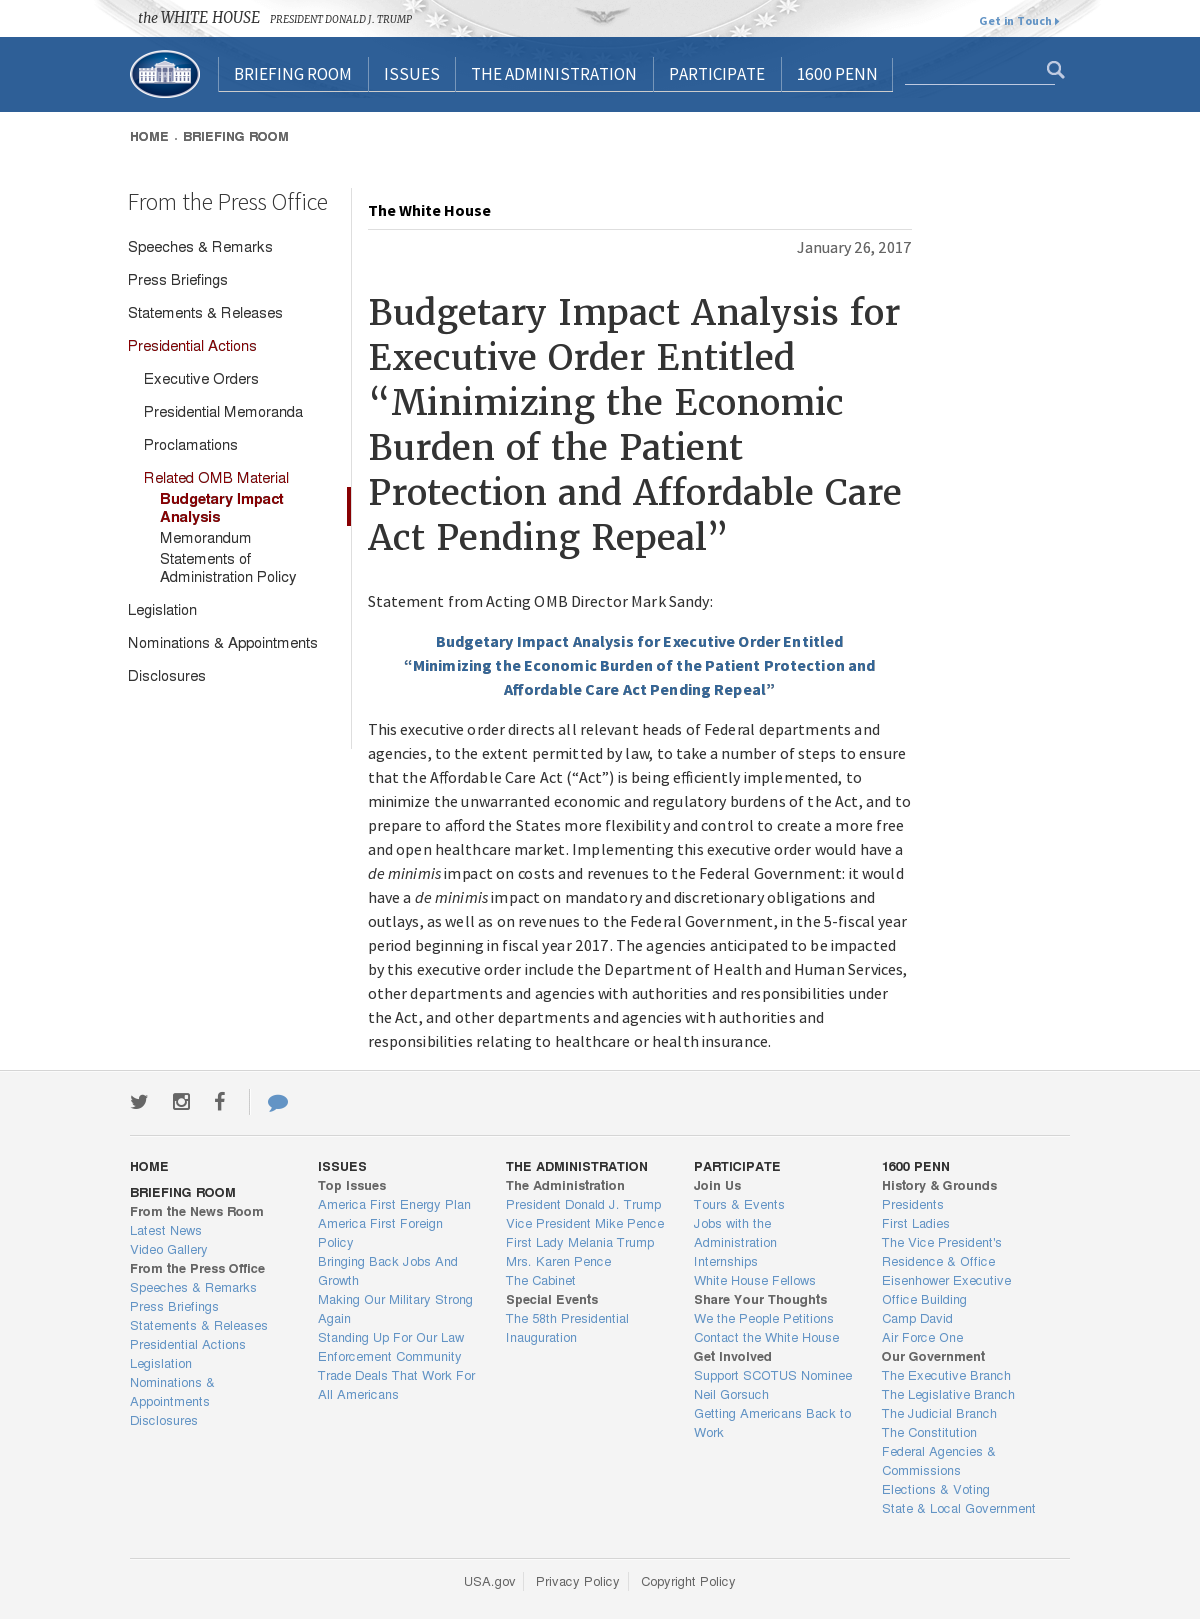 the WHITE HOUSE PRESIDENT DONALD J. TRUMP
Get in Touch
BRIEFING ROOM ISSUES THE ADMINISTRATION PARTICIPATE 1600 PENN
HOME · BRIEFING ROOM
From the Press Office
Speeches & Remarks
Press Briefings
Statements & Releases
Presidential Actions
Executive Orders
Presidential Memoranda
Proclamations
Related OMB Material
Budgetary Impact
Analysis
Memorandum
Statements of
Administration Policy
Legislation
Nominations & Appointments
Disclosures
The White House
January 26, 2017
Budgetary Impact Analysis for
Executive Order Entitled
“Minimizing the Economic
Burden of the Patient
Protection and Affordable Care
Act Pending Repeal”
Statement from Acting OMB Director Mark Sandy:
Budgetary Impact Analysis for Executive Order Entitled
“Minimizing the Economic Burden of the Patient Protection and
Affordable Care Act Pending Repeal”
This executive order directs all relevant heads of Federal departments and
agencies, to the extent permitted by law, to take a number of steps to ensure
that the Affordable Care Act (“Act”) is being efficiently implemented, to
minimize the unwarranted economic and regulatory burdens of the Act, and to
prepare to afford the States more flexibility and control to create a more free
and open healthcare market. Implementing this executive order would have a
de minimis impact on costs and revenues to the Federal Government: it would
have a de minimis impact on mandatory and discretionary obligations and
outlays, as well as on revenues to the Federal Government, in the 5-fiscal year
period beginning in fiscal year 2017. The agencies anticipated to be impacted
by this executive order include the Department of Health and Human Services,
other departments and agencies with authorities and responsibilities under
the Act, and other departments and agencies with authorities and
responsibilities relating to healthcare or health insurance.
HOME
BRIEFING ROOM
From the News Room
Latest News
Video Gallery
From the Press Office
Speeches & Remarks
Press Briefings
Statements & Releases
Presidential Actions
Legislation
Nominations &
Appointments
Disclosures
ISSUES
Top Issues
America First Energy Plan
America First Foreign
Policy
Bringing Back Jobs And
Growth
Making Our Military Strong
Again
Standing Up For Our Law
Enforcement Community
Trade Deals That Work For
All Americans
THE ADMINISTRATION
The Administration
President Donald J. Trump
Vice President Mike Pence
First Lady Melania Trump
Mrs. Karen Pence
The Cabinet
Special Events
The 58th Presidential
Inauguration
PARTICIPATE
Join Us
Tours & Events
Jobs with the
Administration
Internships
White House Fellows
Share Your Thoughts
We the People Petitions
Contact the White House
Get Involved
Support SCOTUS Nominee
Neil Gorsuch
Getting Americans Back to
Work
1600 PENN
History & Grounds
Presidents
First Ladies
The Vice President's
Residence & Office
Eisenhower Executive
Office Building
Camp David
Air Force One
Our Government
The Executive Branch
The Legislative Branch
The Judicial Branch
The Constitution
Federal Agencies &
Commissions
Elections & Voting
State & Local Government
USA.gov Privacy Policy Copyright Policy